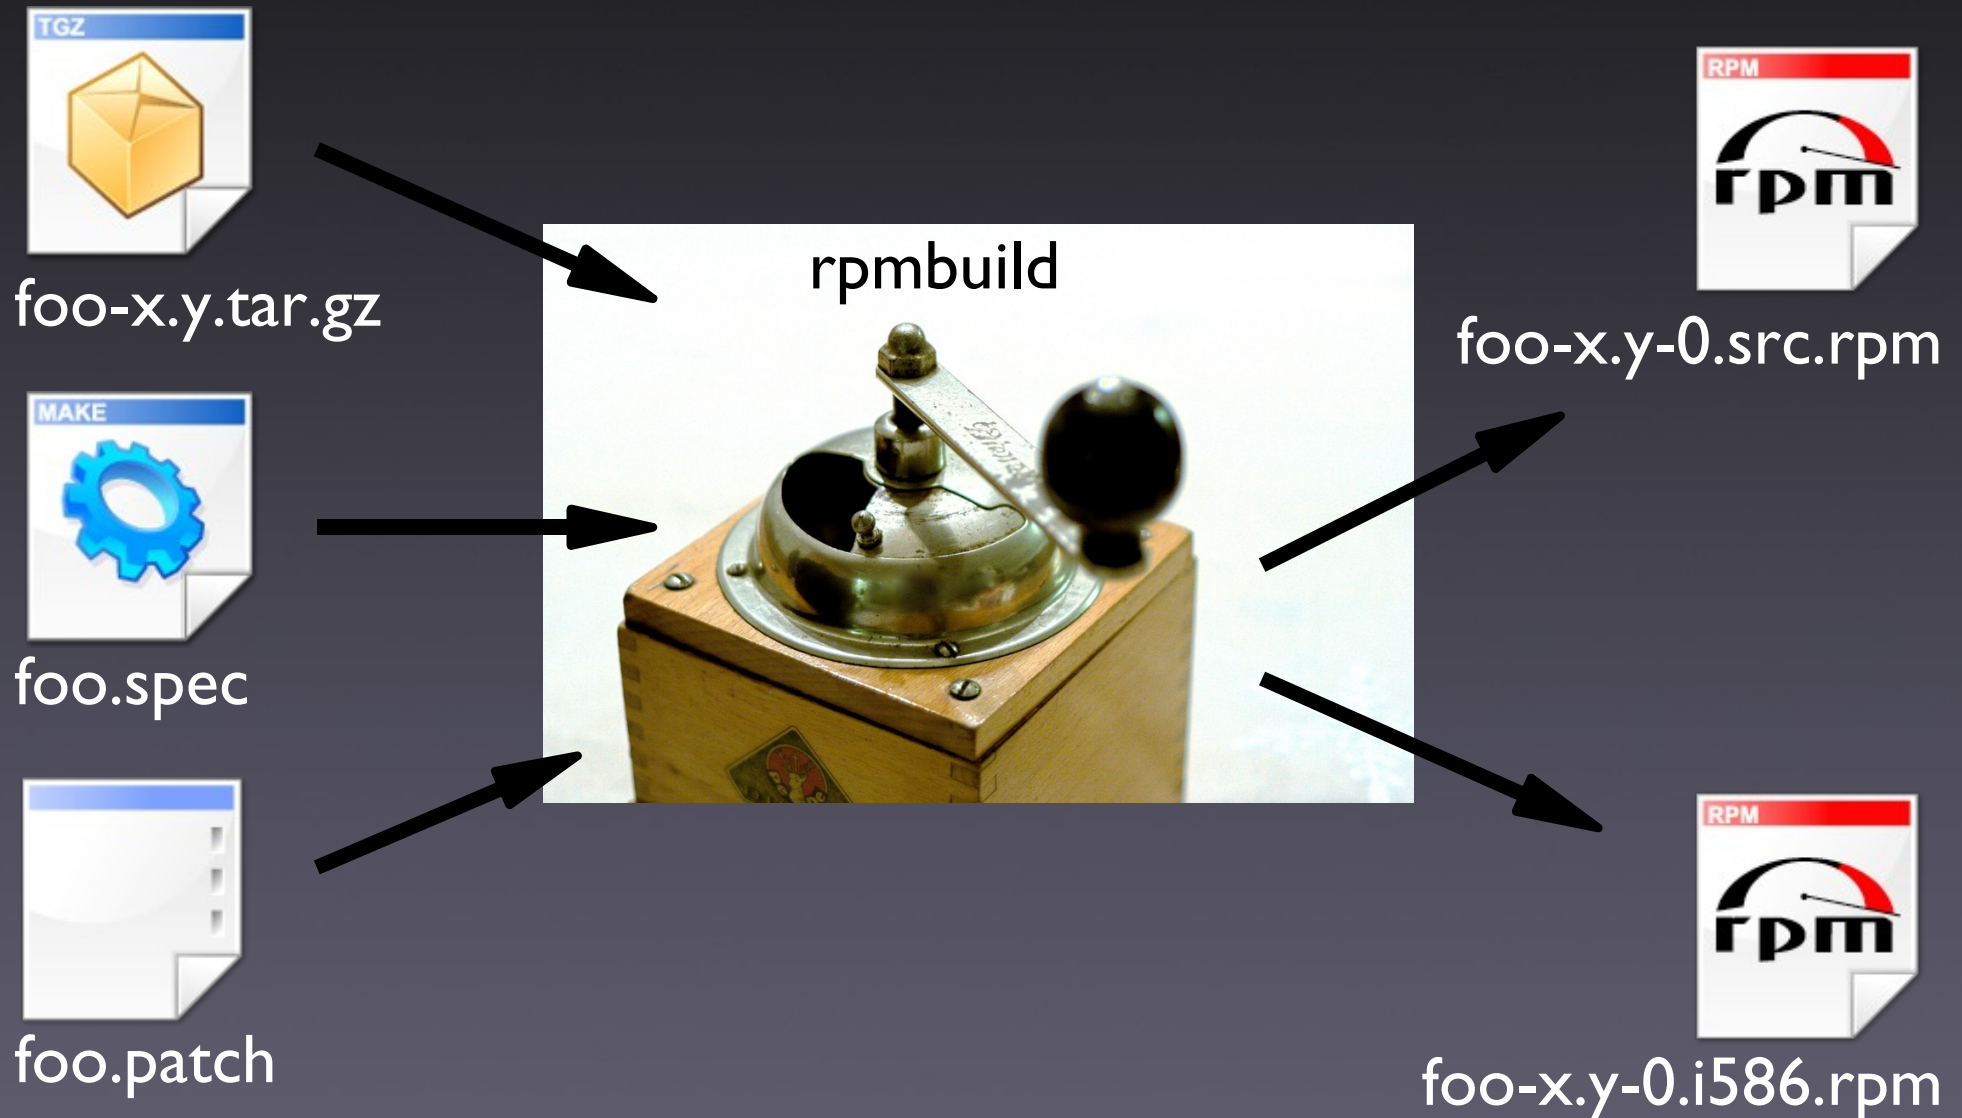 TGZ
foo-x.y.tar.gz
MAKE
foo.spec
foo.patch
rpmbuild
RPM
rpm
foo-x.y-0.src.rpm
RPM
rpm
foo-x.y-0.i586.rpm